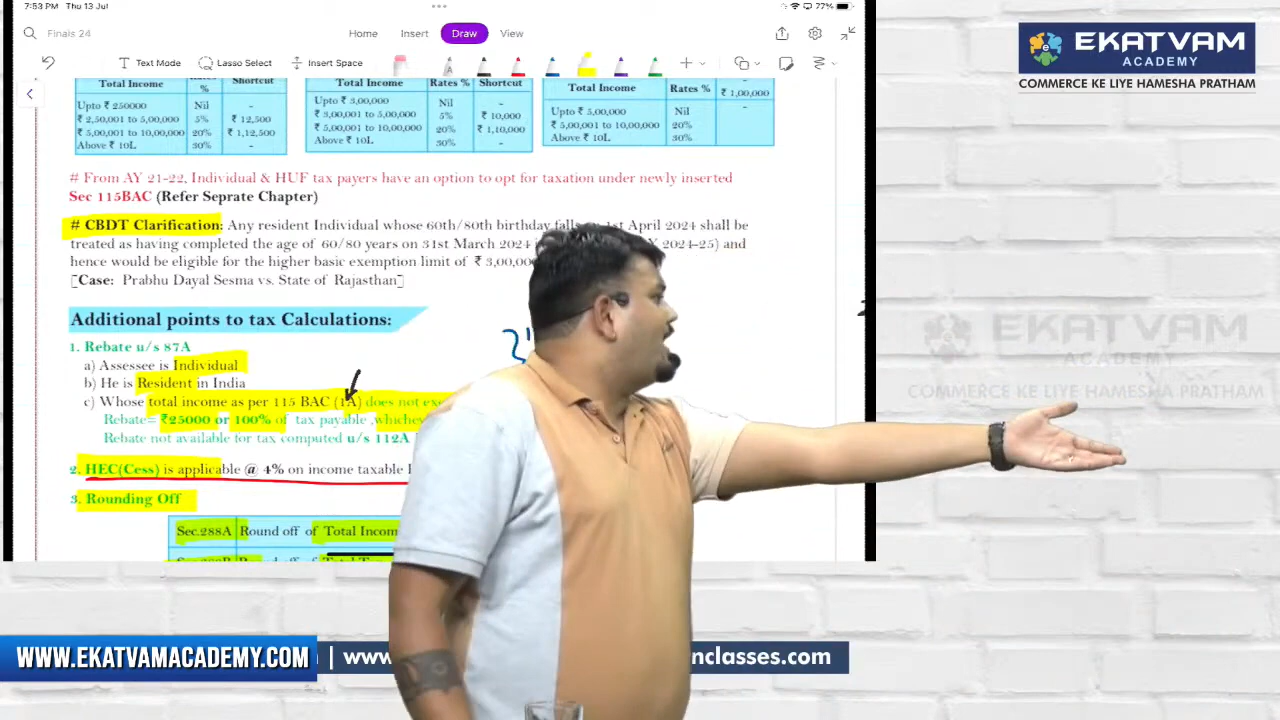 7:53 PM Thu 13 Jul
77%
Finals 24
Home Insert Draw View
Text Mode Lasso Select Insert Space
EKATVAM
ACADEMY
COMMERCE KE LIYE HAMESHA PRATHAM
Total Income % Shortcut
Upto ₹ 250000 Nil -
₹ 2,50,001 to 5,00,000 5% ₹ 12,500
₹ 5,00,001 to 10,00,000 20% ₹ 1,12,500
Above ₹ 10L 30% -
Total Income Rates % Shortcut
Upto ₹ 3,00,000 Nil -
₹ 3,00,001 to 5,00,000 5% ₹ 10,000
₹ 5,00,001 to 10,00,000 20% ₹ 1,10,000
Above ₹ 10L 30% -
Total Income Rates % ₹ 1,00,000
Upto ₹ 5,00,000 Nil -
₹ 5,00,001 to 10,00,000 20%
Above ₹ 10L 30%
# From AY 21-22, Individual & HUF tax payers have an option to opt for taxation under newly inserted
Sec 115BAC (Refer Seprate Chapter)
# CBDT Clarification: Any resident Individual whose 60th/80th birthday falls on 1st April 2024 shall be
treated as having completed the age of 60/80 years on 31st March 2024 2024-25) and
hence would be eligible for the higher basic exemption limit of ₹ 3,00,00
[Case: Prabhu Dayal Sesma vs. State of Rajasthan]
Additional points to tax Calculations:
1. Rebate u/s 87A
a) Assessee is Individual
b) He is Resident in India
c) Whose total income as per 115 BAC (1A) does not
Rebate= ₹25000 or 100% of tax payable ,
Rebate not available for tax computed u/s 112A
2. HEC(Cess) is applicable @ 4% on income taxable
3. Rounding Off
Sec.288A Round off of Total Incom
EKATVAM
ACADEMY
COMMERCE KE LIYE HAMESHA PRATHAM
WWW.EKATVAMACADEMY.COM | www. nclasses.com